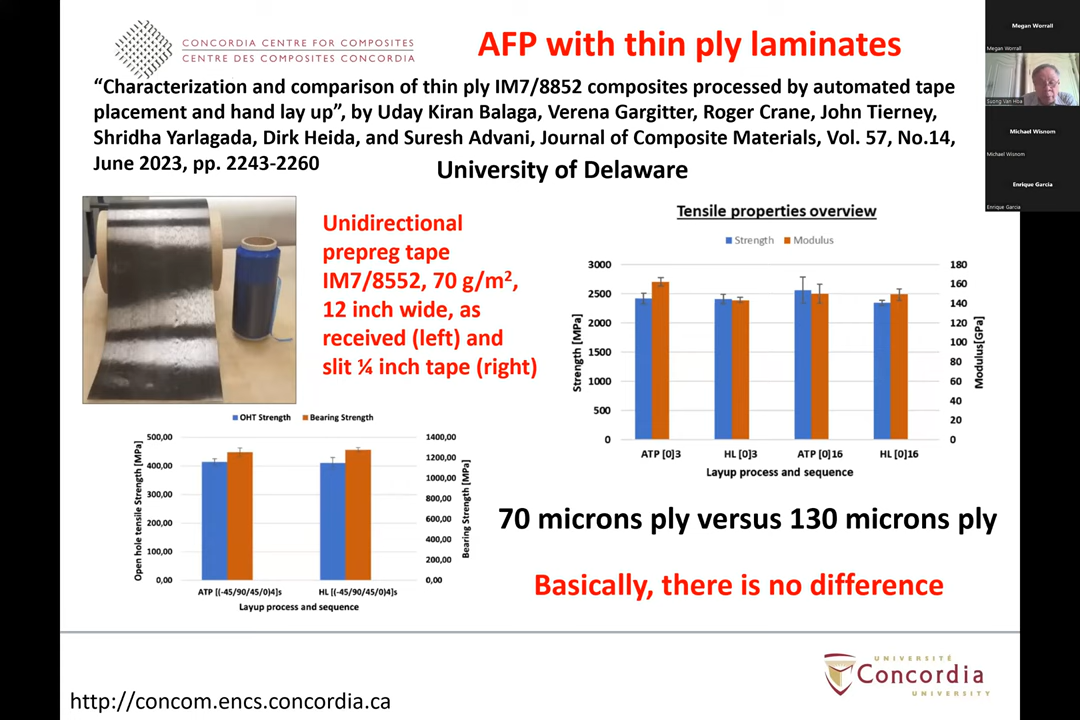 CONCORDIA CENTRE FOR COMPOSITES
CENTRE DES COMPOSITES CONCORDIA
AFP with thin ply laminates
“Characterization and comparison of thin ply IM7/8852 composites processed by automated tape
placement and hand lay up”, by Uday Kiran Balaga, Verena Gargitter, Roger Crane, John Tierney,
Shridha Yarlagada, Dirk Heida, and Suresh Advani, Journal of Composite Materials, Vol. 57, No.14,
June 2023, pp. 2243-2260
University of Delaware
Unidirectional
prepreg tape
IM7/8552, 70 g/m²,
12 inch wide, as
received (left) and
slit ¼ inch tape (right)
Tensile properties overview
Strength Modulus
3000
2500
2000
1500
1000
500
0
Strength [MPa]
180
160
140
120
100
80
60
40
20
0
Modulus[GPa]
ATP [0]3 HL [0]3 ATP [0]16 HL [0]16
Layup process and sequence
OHT Strength Bearing Strength
500,00
400,00
300,00
200,00
100,00
0,00
Open hole tensile Strength [MPa]
1400,00
1200,00
1000,00
800,00
600,00
400,00
200,00
0,00
Bearing Strength [MPa]
ATP [(-45/90/45/0)4]s HL [(-45/90/45/0)4]s
Layup process and sequence
70 microns ply versus 130 microns ply
Basically, there is no difference
http://concom.encs.concordia.ca
UNIVERSITÉ
Concordia
UNIVERSITY
Megan Worrall
Megan Worrall
Suong Van Hoa
Michael Wisnom
Michael Wisnom
Enrique Garcia
Enrique Garcia